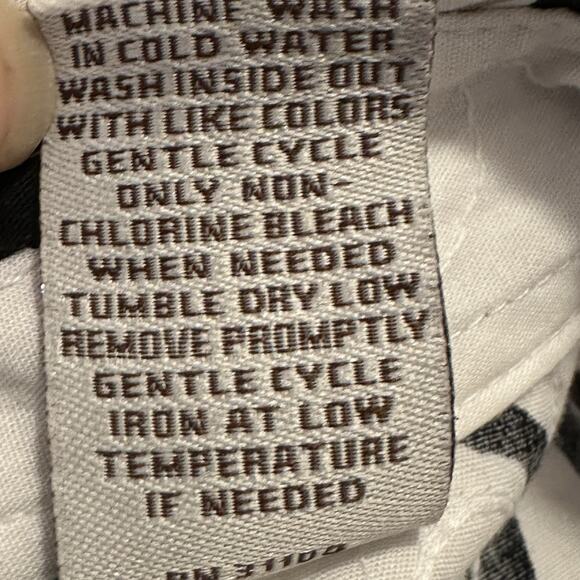 MACHINE WASH
IN COLD WATER
WASH INSIDE OUT
WITH LIKE COLORS
GENTLE CYCLE
ONLY NON-
CHLORINE BLEACH
WHEN NEEDED
TUMBLE DRY LOW
REMOVE PROMPTLY
GENTLE CYCLE
IRON AT LOW
TEMPERATURE
IF NEEDED
RN